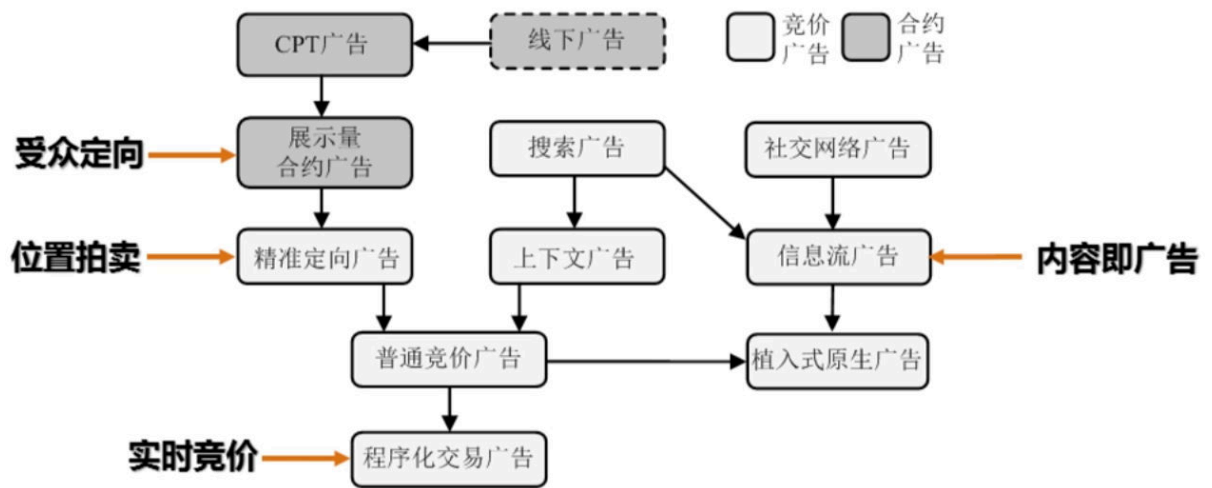 CPT广告
线下广告
竞价
广告
合约
广告
受众定向
展示量
合约广告
搜索广告
社交网络广告
位置拍卖
精准定向广告
上下文广告
信息流广告
内容即广告
普通竞价广告
植入式原生广告
实时竞价
程序化交易广告